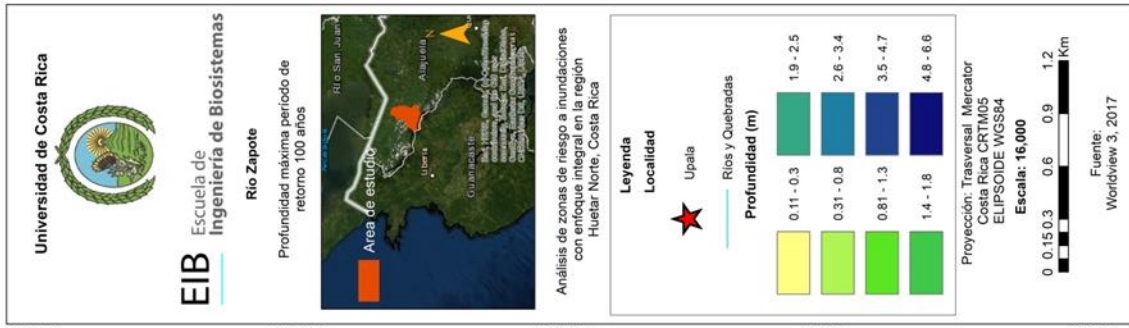 Universidad de Costa Rica
EIB
Escuela de
Ingeniería de Biosistemas
Río Zapote
Profundidad máxima período de
retorno 100 años
Area de estudio
Nicaragua
Río San Juan
Alajuela
N
Liberia
Guanacaste
Análisis de zonas de riesgo a inundaciones
con enfoque integral en la región
Huetar Norte, Costa Rica
Leyenda
Localidad
Upala
Ríos y Quebradas
Profundidad (m)
0.11 - 0.3
1.9 - 2.5
0.31 - 0.8
2.6 - 3.4
0.81 - 1.3
3.5 - 4.7
1.4 - 1.8
4.8 - 6.6
Proyección: Trasversal Mercator
Costa Rica CR1TM05
ELIPSOIDE WGS84
Escala: 16,000
0 0.15 0.3 0.6 0.9 1.2
Km
Fuente:
Worldview 3, 2017